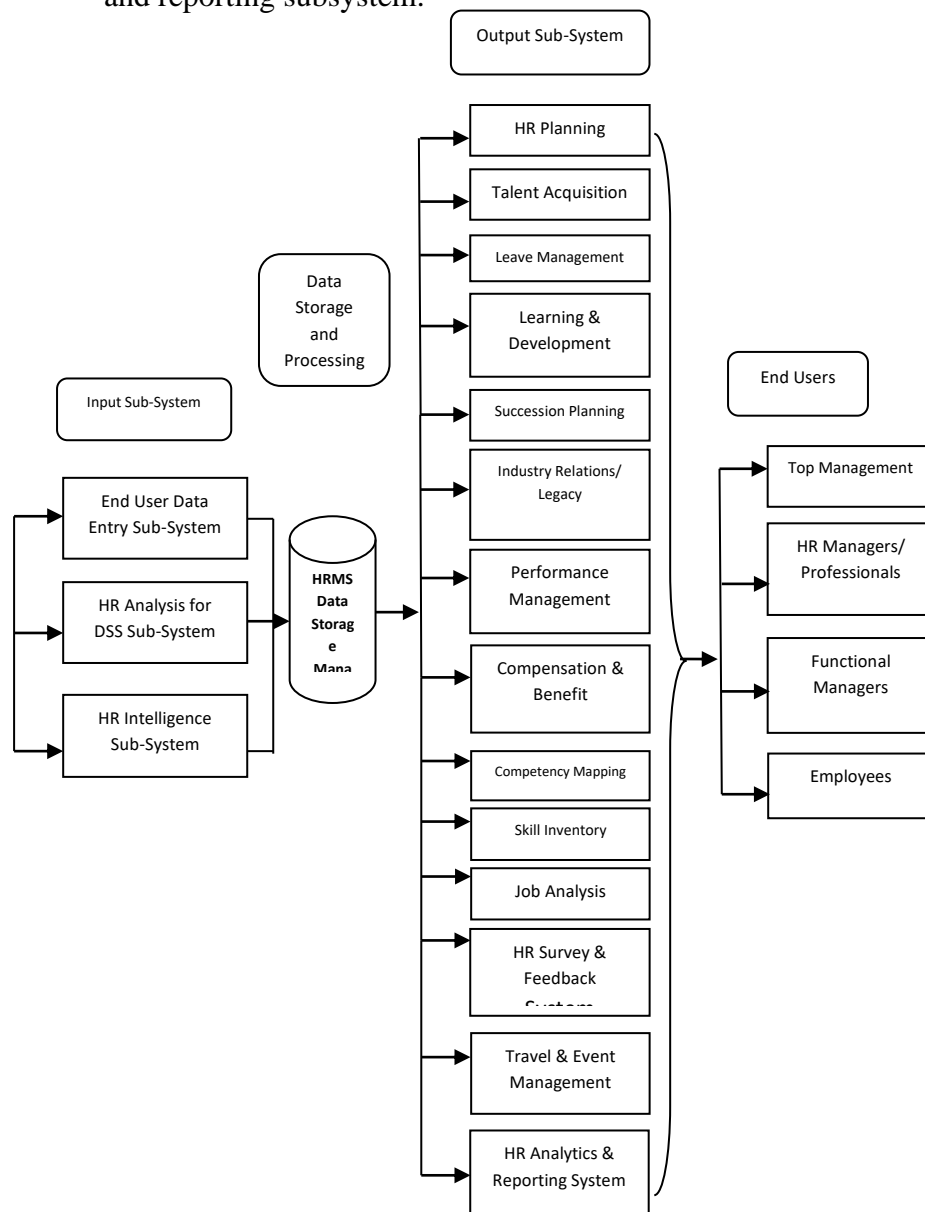 and reporting subsystem.
Output Sub-System
HR Planning
Talent Acquisition
Leave Management
Data
Storage
and
Processing
Learning &
Development
End Users
Input Sub-System
Succession Planning
Industry Relations/
Legacy
Top Management
End User Data
Entry Sub-System
HR Managers/
Professionals
HRMS
Data
Storag
e
Mana
Performance
Management
HR Analysis for
DSS Sub-System
Functional
Managers
Compensation &
Benefit
HR Intelligence
Sub-System
Competency Mapping
Employees
Skill Inventory
Job Analysis
HR Survey &
Feedback
System
Travel & Event
Management
HR Analytics &
Reporting System